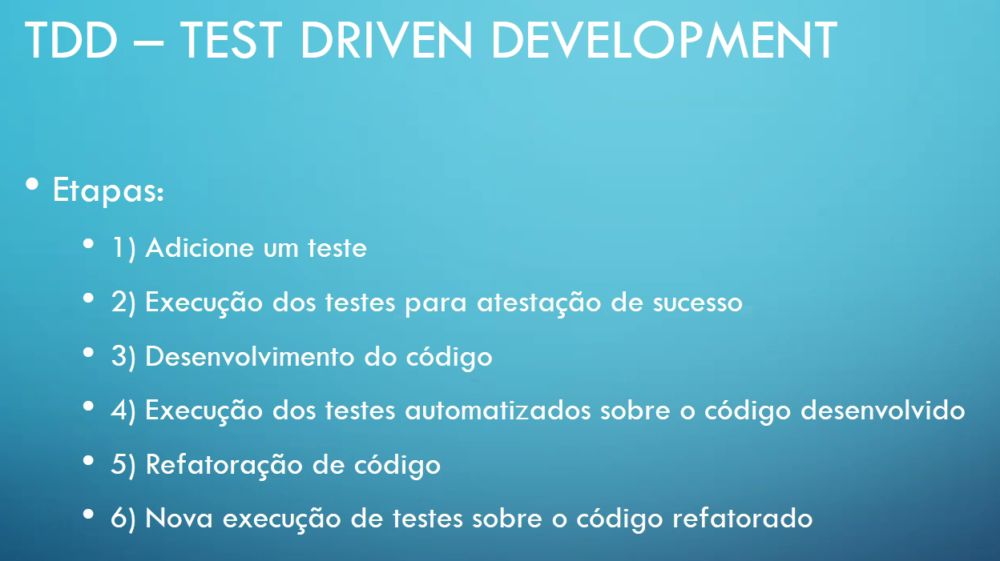 TDD – TEST DRIVEN DEVELOPMENT
• Etapas:
• 1) Adicione um teste
• 2) Execução dos testes para atestação de sucesso
• 3) Desenvolvimento do código
• 4) Execução dos testes automatizados sobre o código desenvolvido
• 5) Refatoração de código
• 6) Nova execução de testes sobre o código refatorado